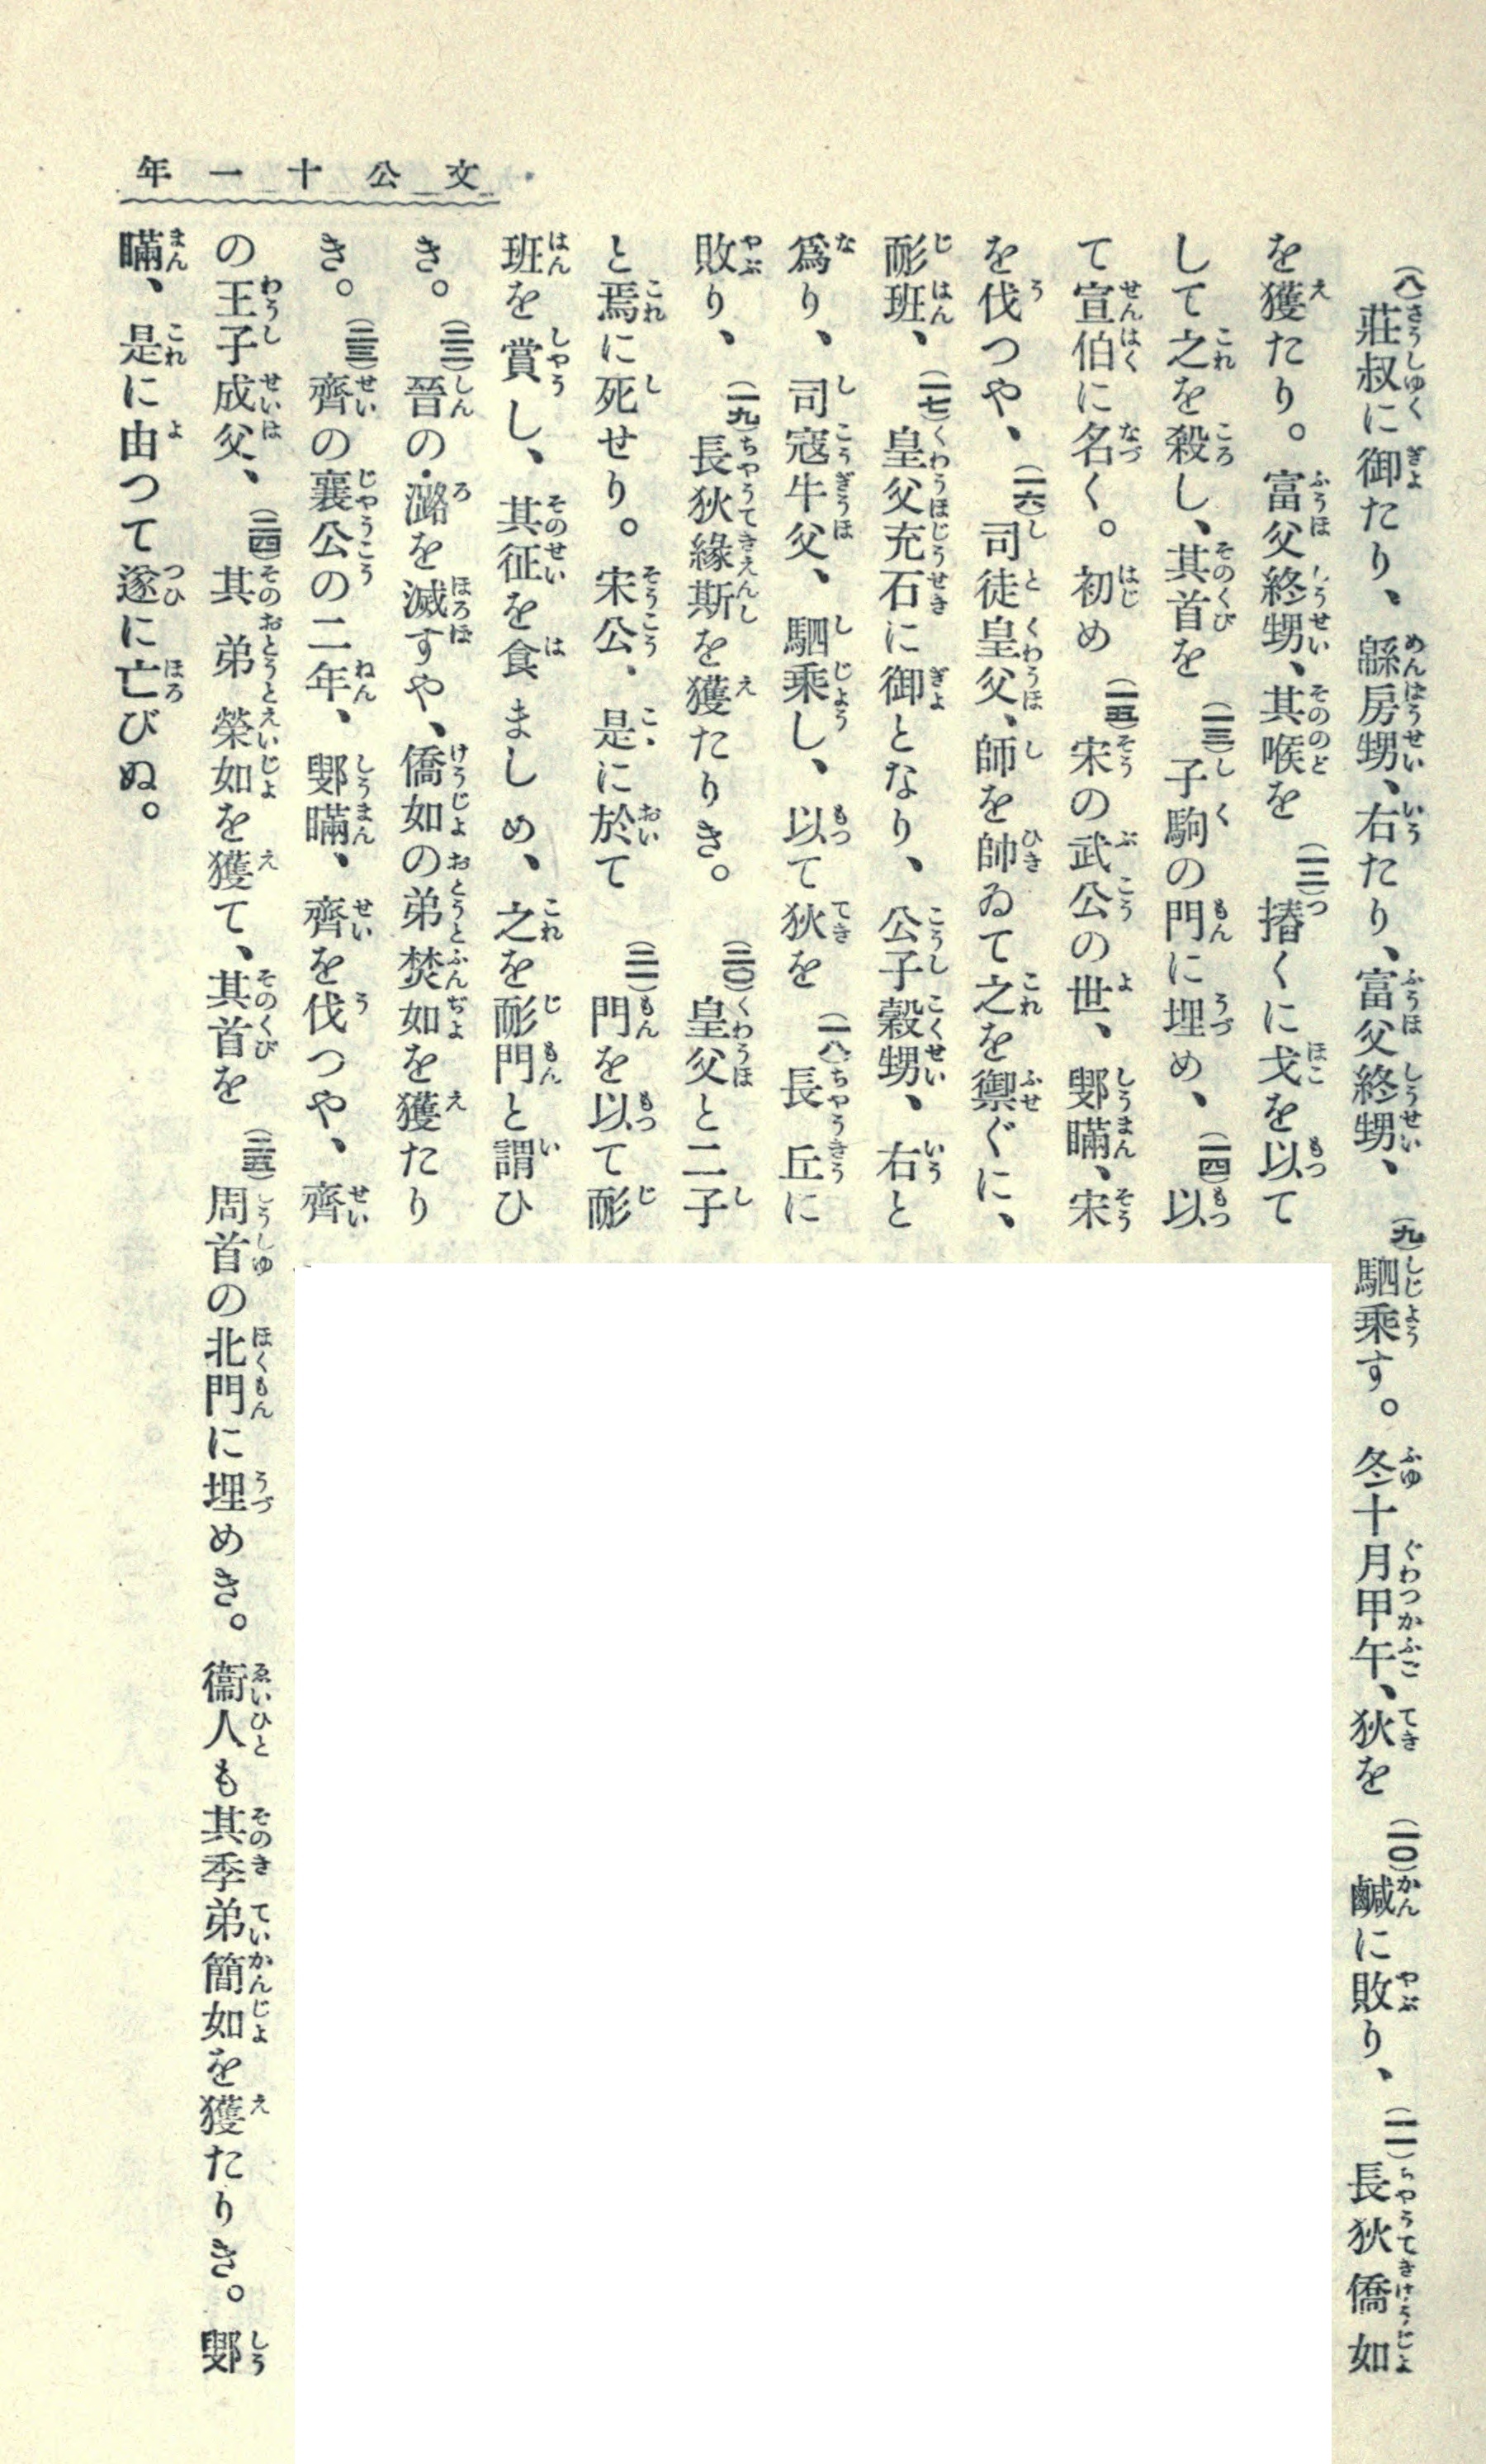 文公十一年
(八)莊叔に御たり、緜房甥、右たり、富父終甥、(九)駟乘す。冬十月甲午、狄を(一〇)鹹に敗り、(一一)長狄僑如
を獲たり。富父終甥、其喉を(一二)摏くに戈を以て
して之を殺し、其首を(一三)子駒の門に埋め、(一四)以
て宣伯に名く。初め(一五)宋の武公の世、鄋瞞、宋
を伐つや、(一六)司徒皇父、師を帥ゐて之を禦ぐに、
耏班、(一七)皇父充石に御となり、公子穀甥、右と
爲り、司寇牛父、駟乘し、以て狄を(一八)長丘に
敗り、(一九)長狄緣斯を獲たりき。(二〇)皇父と二子
と焉に死せり。宋公、是に於て(二一)門を以て耏
班を賞し、其征を食ましめ、之を耏門と謂ひ
き。(二二)晉の潞を滅すや、僑如の弟焚如を獲たり
き。(二三)齊の襄公の二年、鄋瞞、齊を伐つや、齊
の王子成父、(二四)其弟榮如を獲て、其首を(二五)周首の北門に埋めき。衞人も其季弟簡如を獲たりき。鄋
瞞、是に由つて遂に亡びぬ。